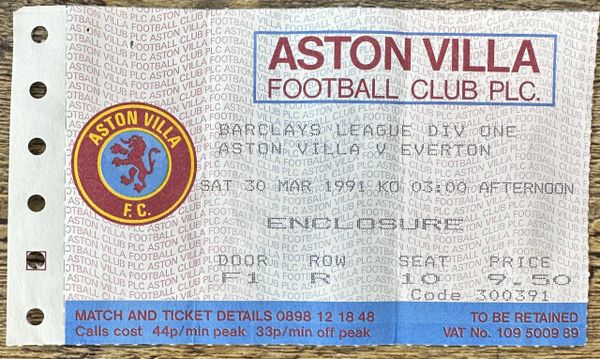 ASTON VILLA
FOOTBALL CLUB PLC.
ASTON VILLA
F.C.
BARCLAYS LEAGUE DIV ONE
ASTON VILLA V EVERTON
SAT 30 MAR 1991 KO 03:00 AFTERNOON
ENCLOSURE
DOOR ROW SEAT PRICE
F1 R 10 9.50
Code 300391
MATCH AND TICKET DETAILS 0898 12 18 48 TO BE RETAINED
Calls cost 44p/min peak 33p/min off peak VAT No. 109 5009 89